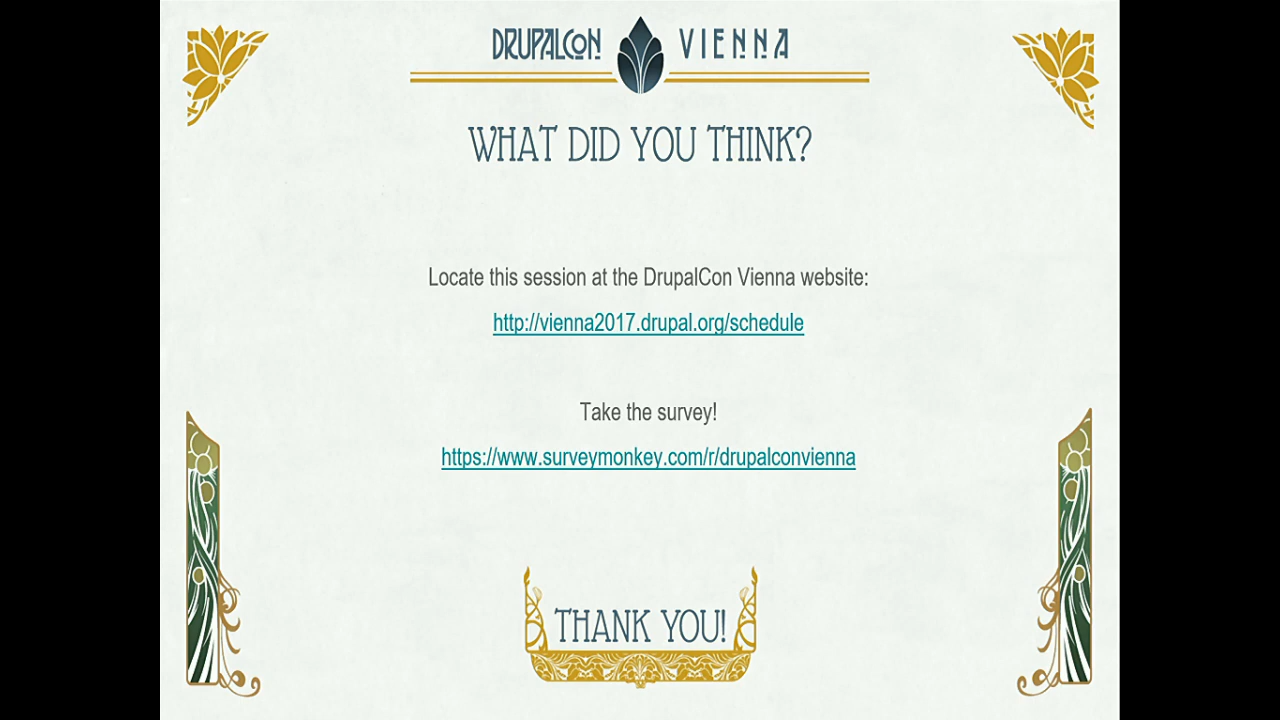 DRUPALCON VIENNA
WHAT DID YOU THINK?
Locate this session at the DrupalCon Vienna website:
http://vienna2017.drupal.org/schedule
Take the survey!
https://www.surveymonkey.com/r/drupalconvienna
THANK YOU!